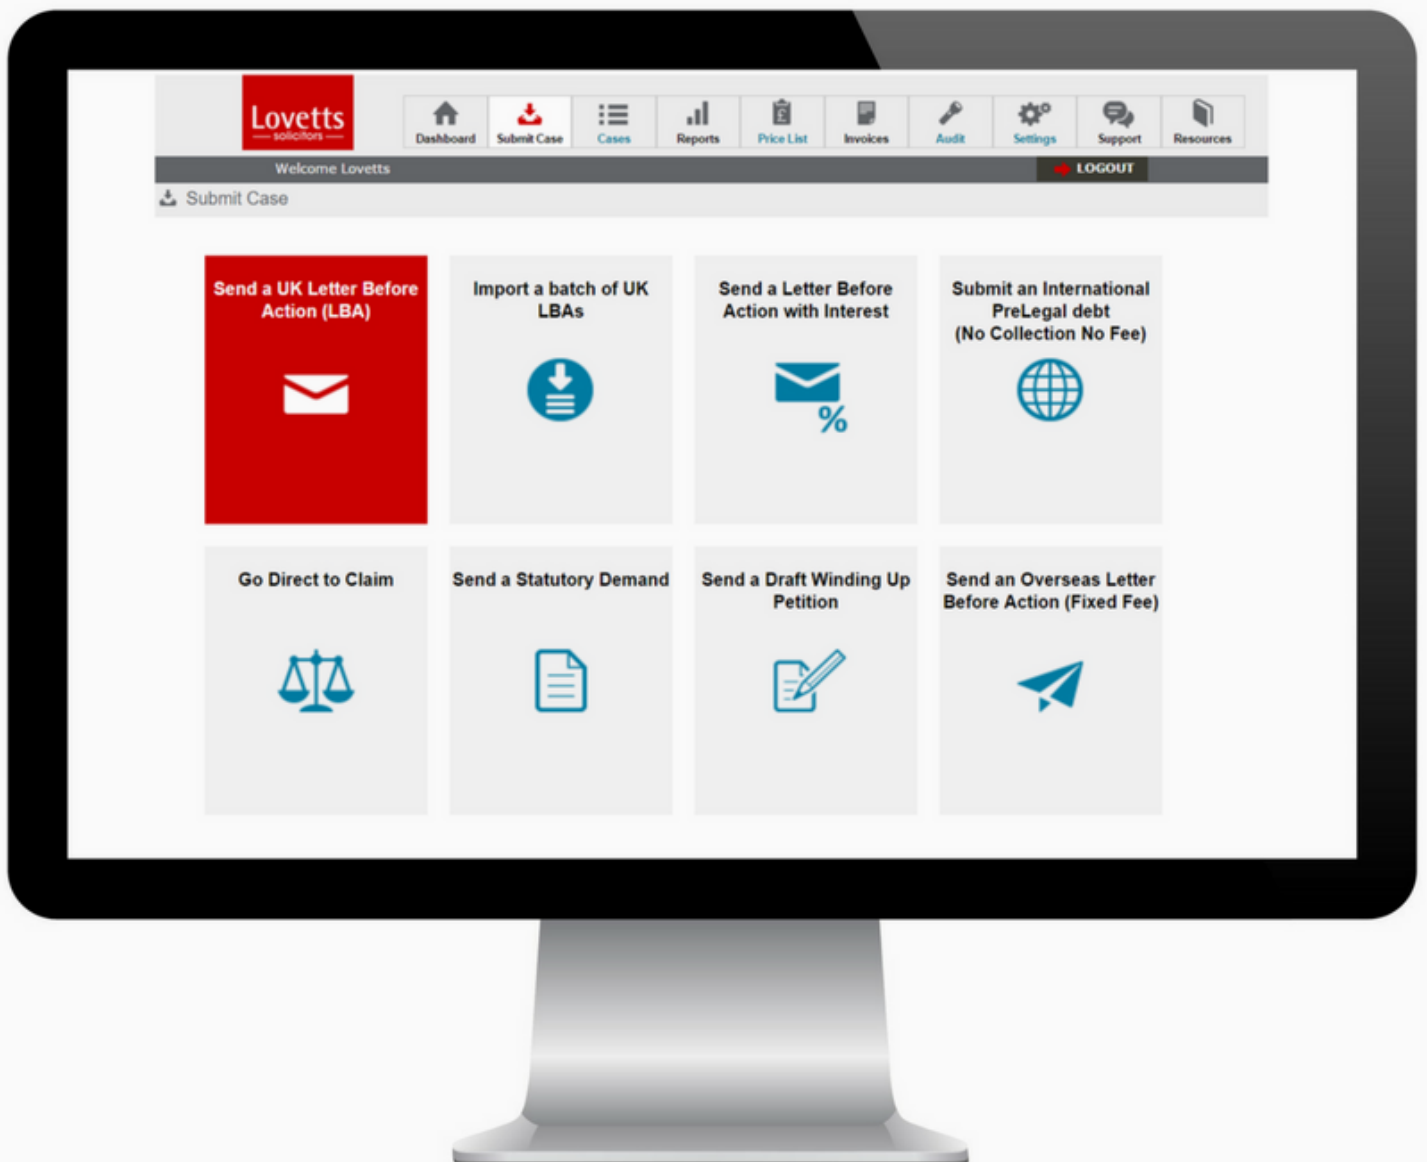 Lovetts
solicitors
Dashboard
Submit Case
Cases
Reports
Price List
Invoices
Audit
Settings
Support
Resources
Welcome Lovetts
LOGOUT
Submit Case
Send a UK Letter Before
Action (LBA)
Import a batch of UK
LBAs
Send a Letter Before
Action with Interest
%
Submit an International
PreLegal debt
(No Collection No Fee)
Go Direct to Claim
Send a Statutory Demand
Send a Draft Winding Up
Petition
Send an Overseas Letter
Before Action (Fixed Fee)